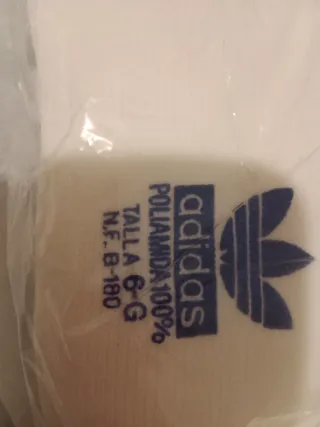 adidas
POLIAMIDA 100%
TALLA 6-G
N.F. B-180